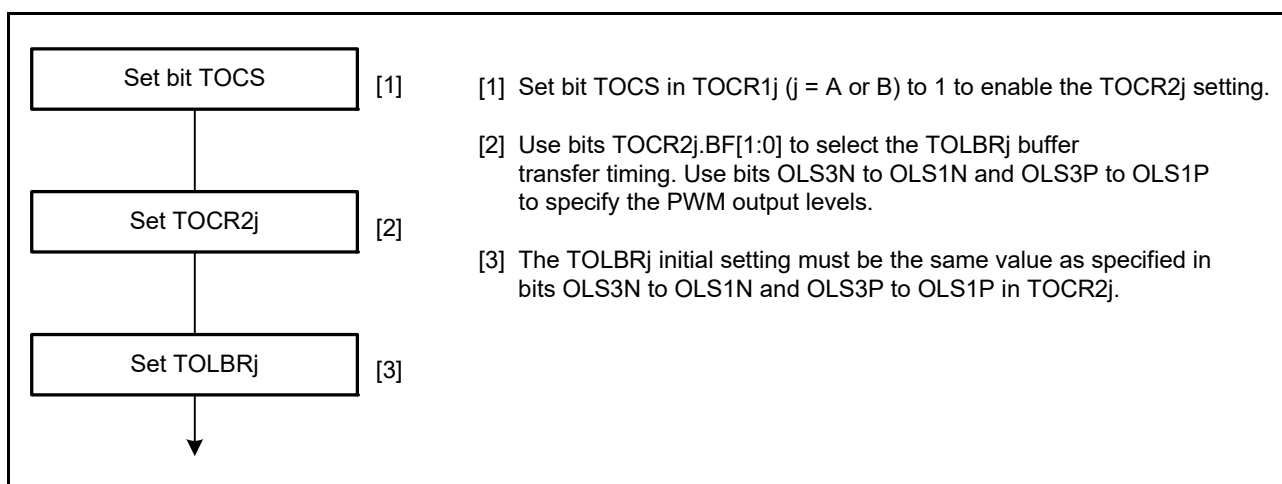 Set bit TOCS
[1]
[1] Set bit TOCS in TOCR1j (j = A or B) to 1 to enable the TOCR2j setting.
[2] Use bits TOCR2j.BF[1:0] to select the TOLBRj buffer
transfer timing. Use bits OLS3N to OLS1N and OLS3P to OLS1P
to specify the PWM output levels.
Set TOCR2j
[2]
[3] The TOLBRj initial setting must be the same value as specified in
bits OLS3N to OLS1N and OLS3P to OLS1P in TOCR2j.
Set TOLBRj
[3]